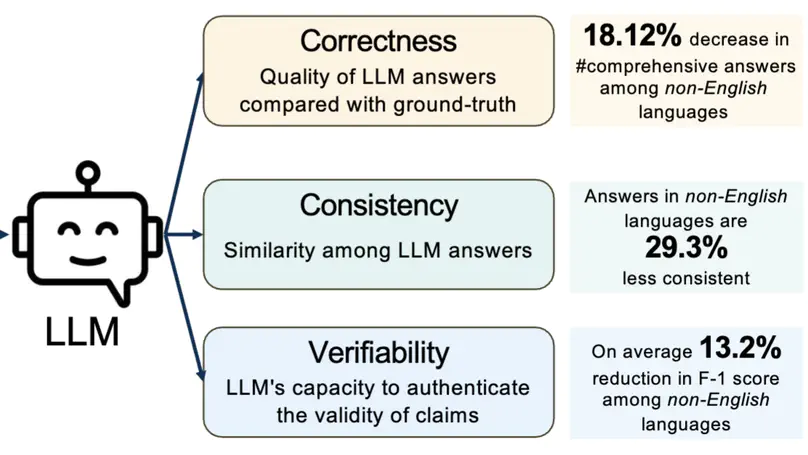 Correctness
Quality of LLM answers
compared with ground-truth
18.12% decrease in
#comprehensive answers
among non-English
languages
Consistency
Similarity among LLM answers
Answers in non-English
languages are
29.3%
less consistent
LLM
Verifiability
LLM's capacity to authenticate
the validity of claims
On average 13.2%
reduction in F-1 score
among non-English
languages